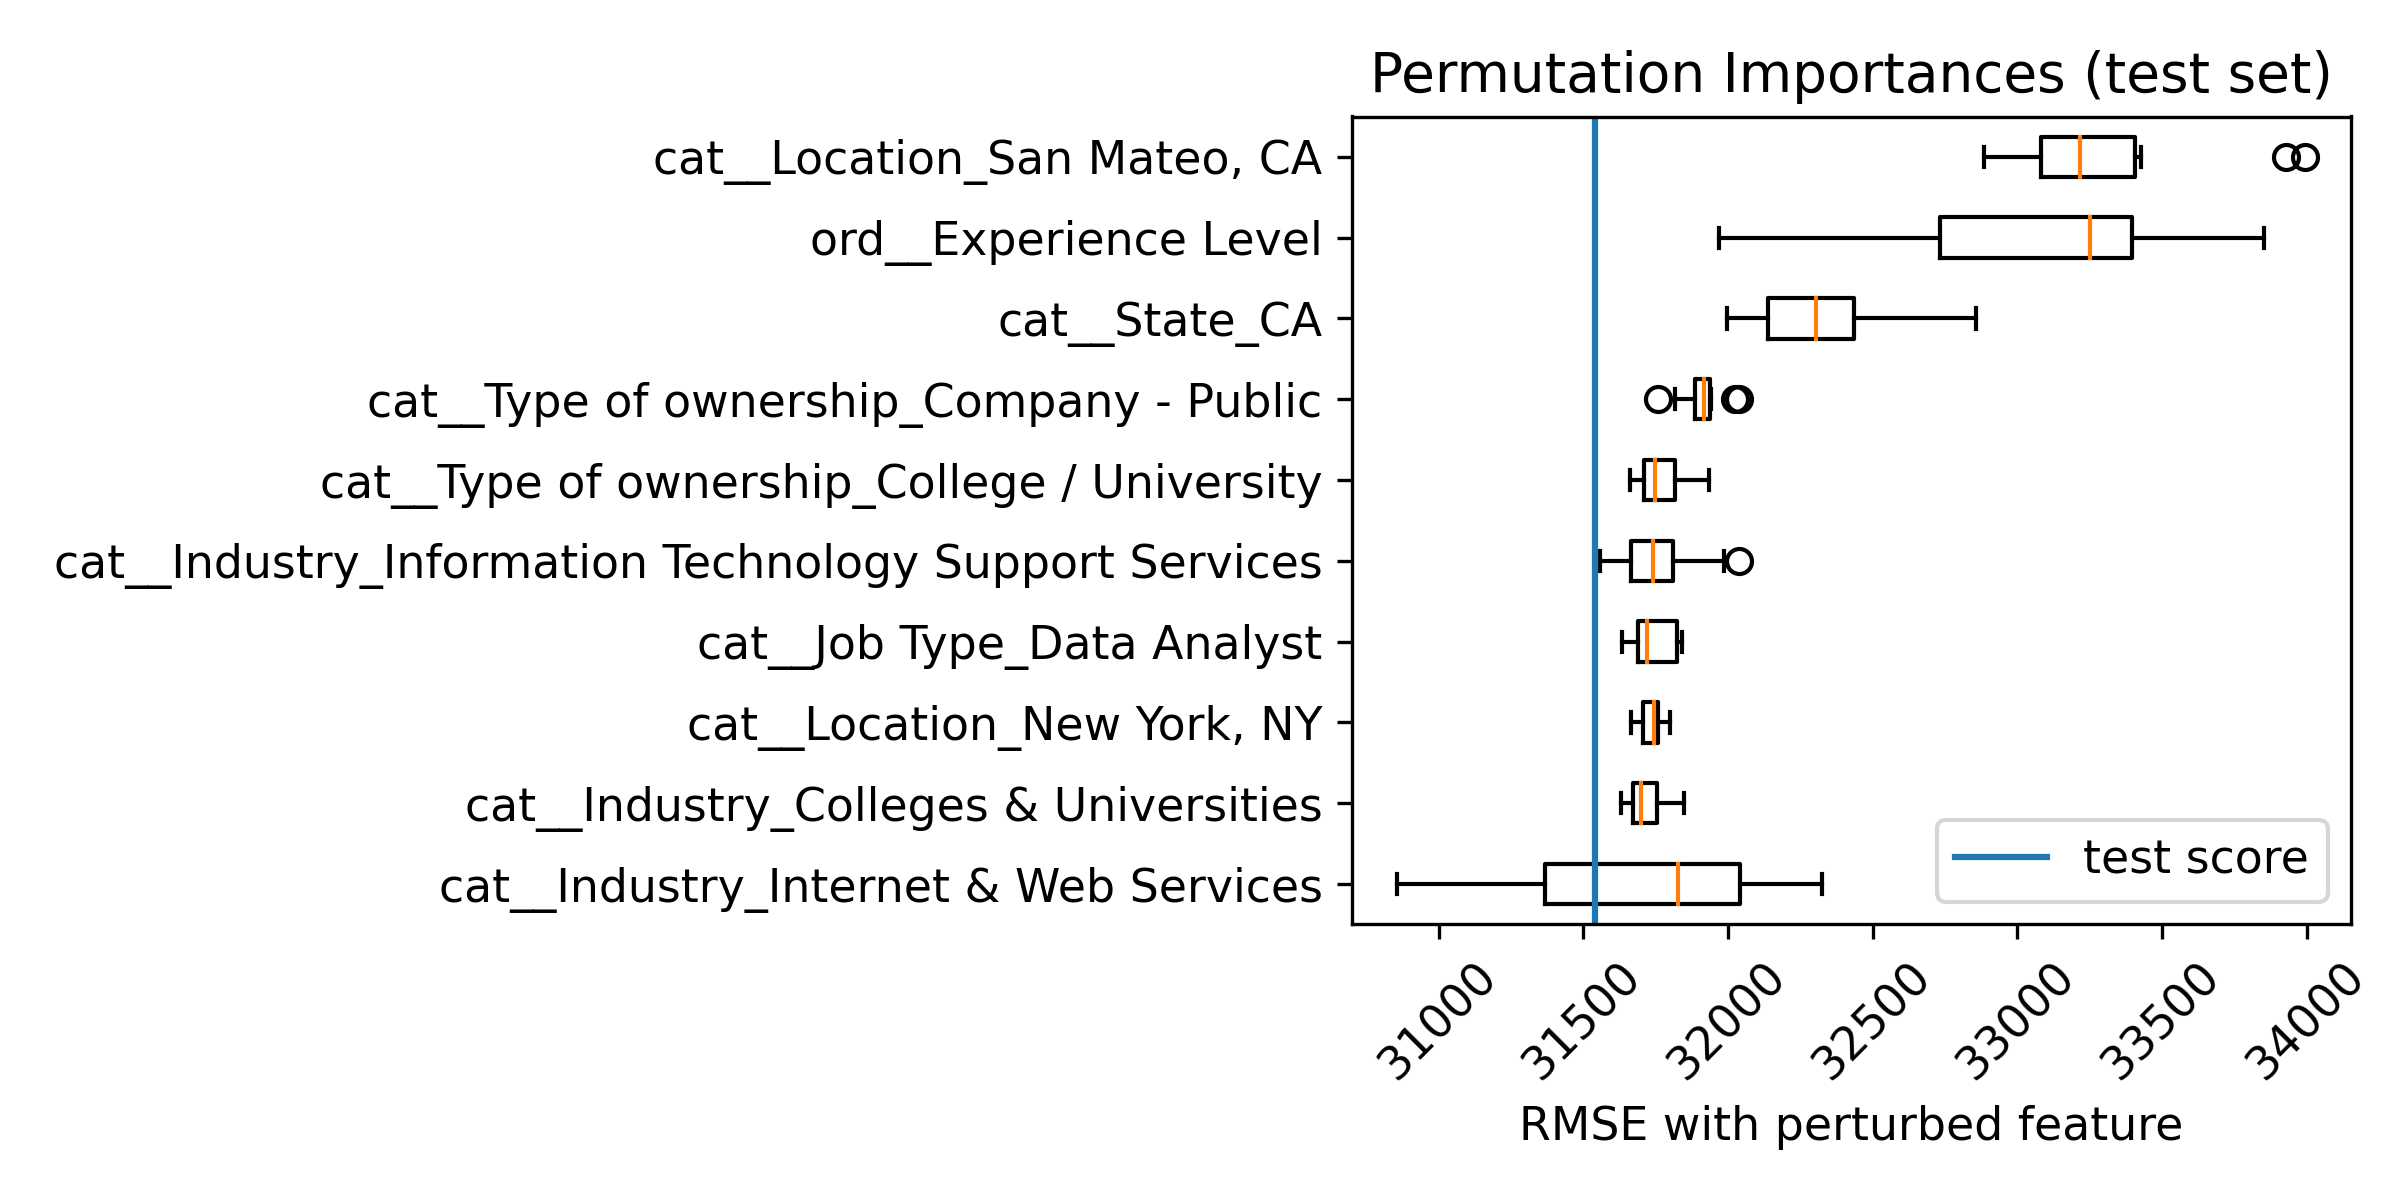 Permutation Importances (test set)
cat__Location_San Mateo, CA
ord__Experience Level
cat__State_CA
cat__Type of ownership_Company - Public
cat__Type of ownership_College / University
cat__Industry_Information Technology Support Services
cat__Job Type_Data Analyst
cat__Location_New York, NY
cat__Industry_Colleges & Universities
cat__Industry_Internet & Web Services
test score
31000
31500
32000
32500
33000
33500
34000
RMSE with perturbed feature